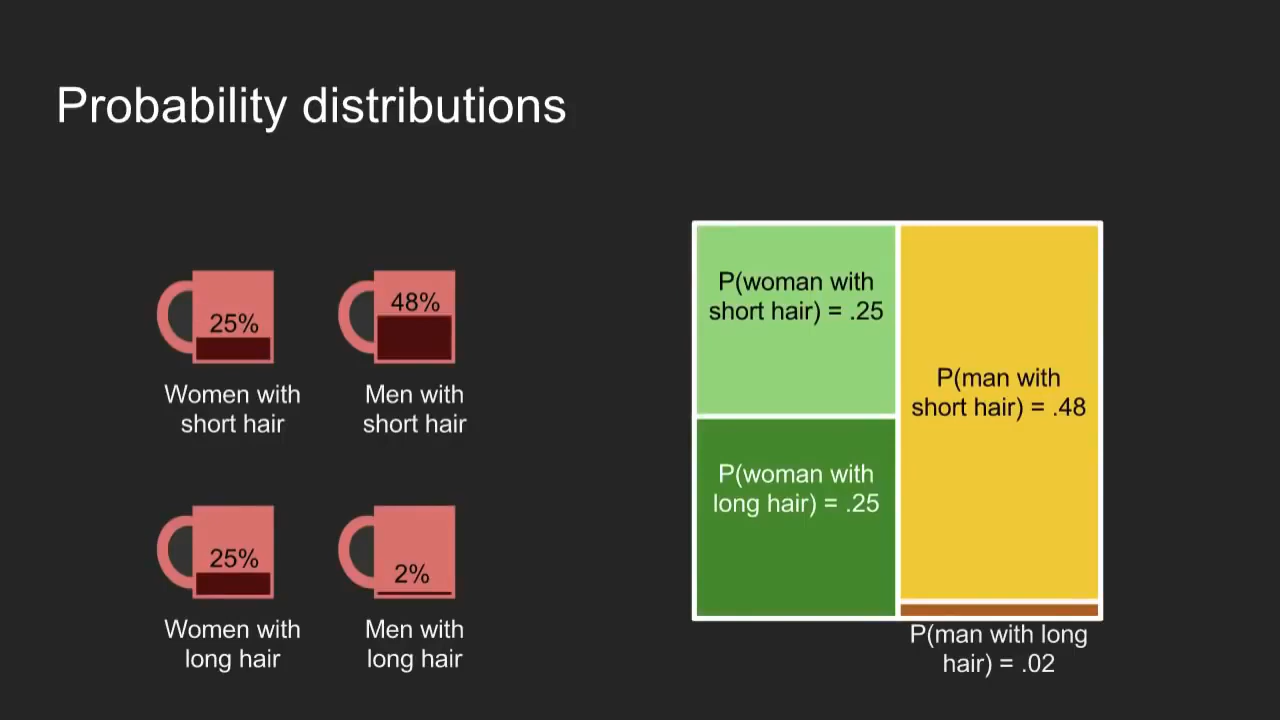 Probability distributions
25%
48%
Women with
short hair
Men with
short hair
25%
2%
Women with
long hair
Men with
long hair
P(woman with
short hair) = .25
P(man with
short hair) = .48
P(woman with
long hair) = .25
P(man with long
hair) = .02